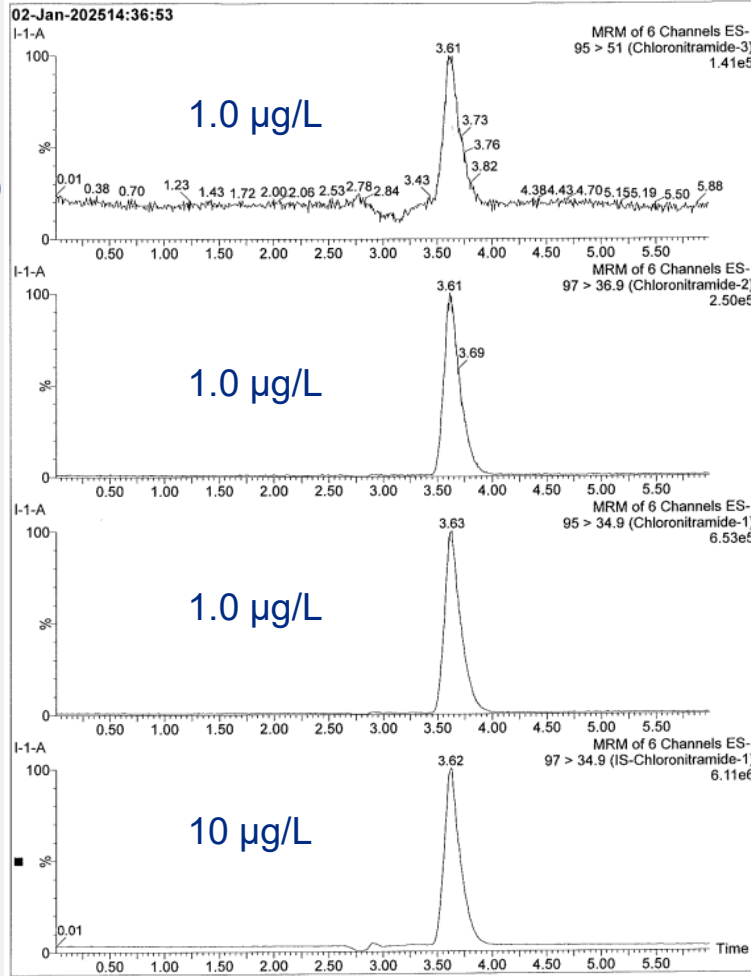 02-Jan-202514:36:53
I-1-A
MRM of 6 Channels ES-
95 > 51 (Chloronitramide-3)
1.41e5
100
3.61
1.0 µg/L
%
3.73
3.76
3.82
0.01
0.38
0.70
1.23
1.43
1.72
2.00
2.06
2.53
2.78
2.84
3.43
4.38
4.43
4.70
5.15
5.19
5.50
5.88
0
0.50 1.00 1.50 2.00 2.50 3.00 3.50 4.00 4.50 5.00 5.50
I-1-A
MRM of 6 Channels ES-
97 > 36.9 (Chloronitramide-2)
2.50e5
100
3.61
3.69
1.0 µg/L
%
0
0.50 1.00 1.50 2.00 2.50 3.00 3.50 4.00 4.50 5.00 5.50
I-1-A
MRM of 6 Channels ES-
95 > 34.9 (Chloronitramide-1)
6.53e5
100
3.63
1.0 µg/L
%
0
0.50 1.00 1.50 2.00 2.50 3.00 3.50 4.00 4.50 5.00 5.50
I-1-A
MRM of 6 Channels ES-
97 > 34.9 (IS-Chloronitramide-1)
6.11e6
100
3.62
10 µg/L
%
0.01
0
Time
0.50 1.00 1.50 2.00 2.50 3.00 3.50 4.00 4.50 5.00 5.50